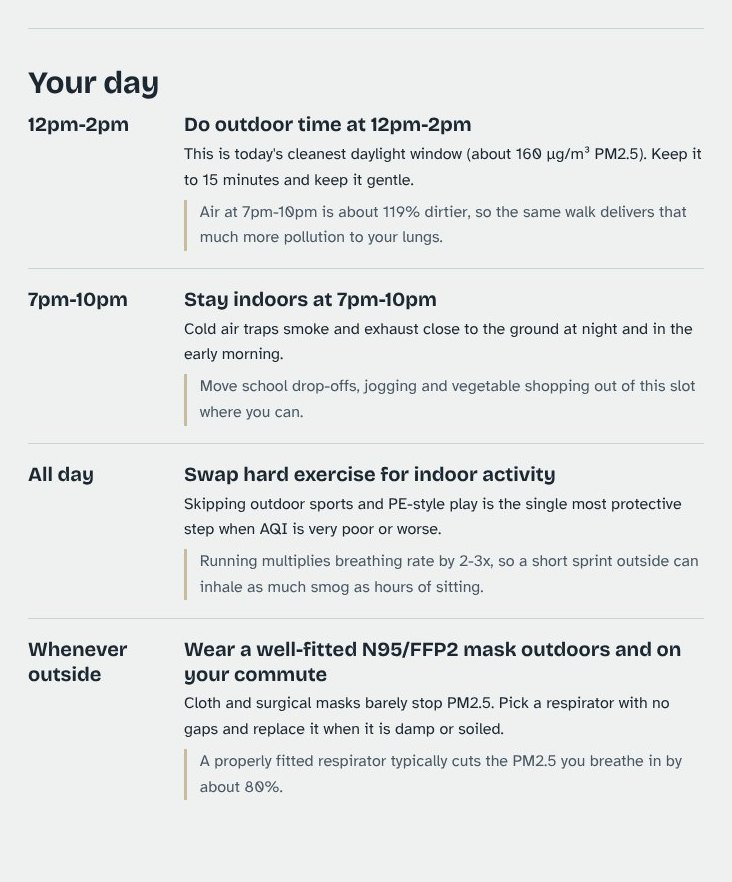 Your day
12pm-2pm
Do outdoor time at 12pm-2pm
This is today's cleanest daylight window (about 160 µg/m³ PM2.5). Keep it
to 15 minutes and keep it gentle.
Air at 7pm-10pm is about 119% dirtier, so the same walk delivers that
much more pollution to your lungs.
7pm-10pm
Stay indoors at 7pm-10pm
Cold air traps smoke and exhaust close to the ground at night and in the
early morning.
Move school drop-offs, jogging and vegetable shopping out of this slot
where you can.
All day
Swap hard exercise for indoor activity
Skipping outdoor sports and PE-style play is the single most protective
step when AQI is very poor or worse.
Running multiplies breathing rate by 2-3x, so a short sprint outside can
inhale as much smog as hours of sitting.
Whenever
outside
Wear a well-fitted N95/FFP2 mask outdoors and on
your commute
Cloth and surgical masks barely stop PM2.5. Pick a respirator with no
gaps and replace it when it is damp or soiled.
A properly fitted respirator typically cuts the PM2.5 you breathe in by
about 80%.